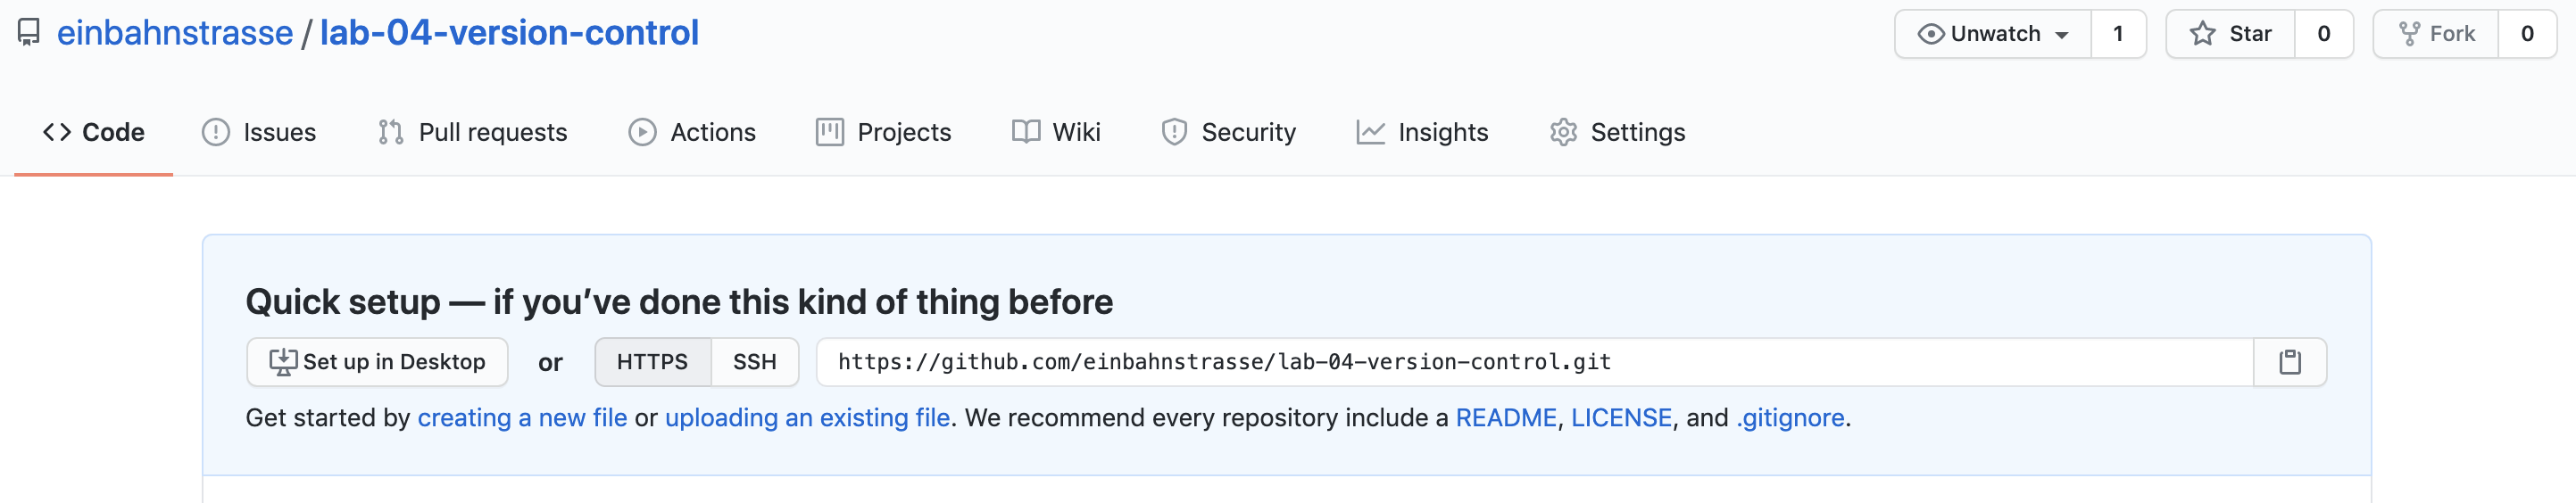 einbahnstrasse / lab-04-version-control
Unwatch 1 Star 0 Fork 0
Code Issues Pull requests Actions Projects Wiki Security Insights Settings
Quick setup — if you’ve done this kind of thing before
Set up in Desktop or HTTPS SSH https://github.com/einbahnstrasse/lab-04-version-control.git
Get started by creating a new file or uploading an existing file. We recommend every repository include a README, LICENSE, and .gitignore.